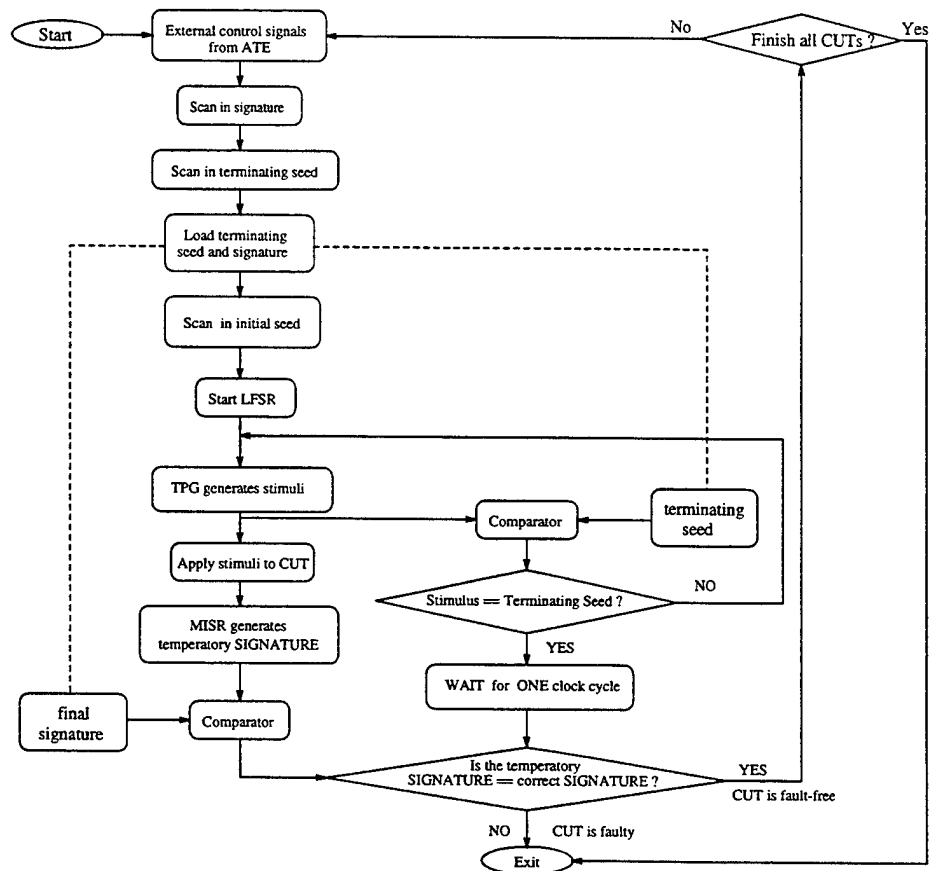 Start
External control signals
from ATE
No
Finish all CUTs ?
Yes
Scan in signature
Scan in terminating seed
Load terminating
seed and signature
Scan in initial seed
Start LFSR
TPG generates stimuli
Comparator
terminating
seed
Apply stimuli to CUT
Stimulus == Terminating Seed ?
NO
MISR generates
temperatory SIGNATURE
YES
WAIT for ONE clock cycle
final
signature
Comparator
Is the temperatory
SIGNATURE == correct SIGNATURE ?
YES
CUT is fault-free
NO
CUT is faulty
Exit